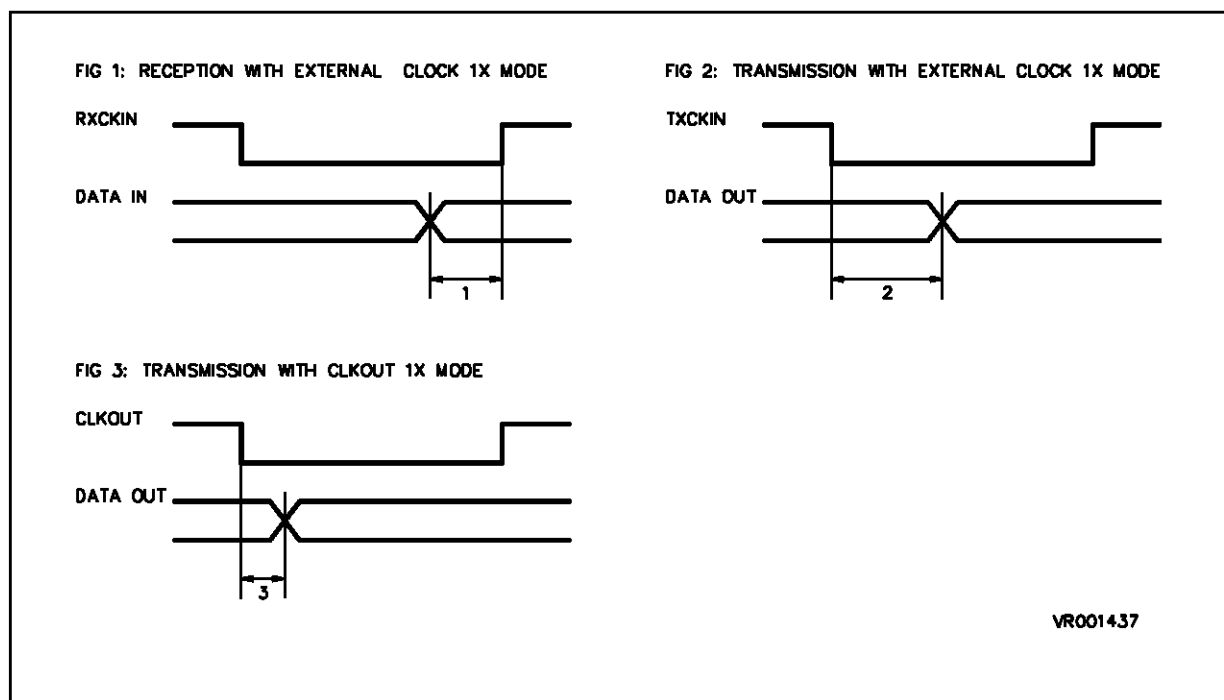 FIG 1: RECEPTION WITH EXTERNAL CLOCK 1X MODE
RXCKIN
DATA IN
1
FIG 2: TRANSMISSION WITH EXTERNAL CLOCK 1X MODE
TXCKIN
DATA OUT
2
FIG 3: TRANSMISSION WITH CLKOUT 1X MODE
CLKOUT
DATA OUT
3
VR001437